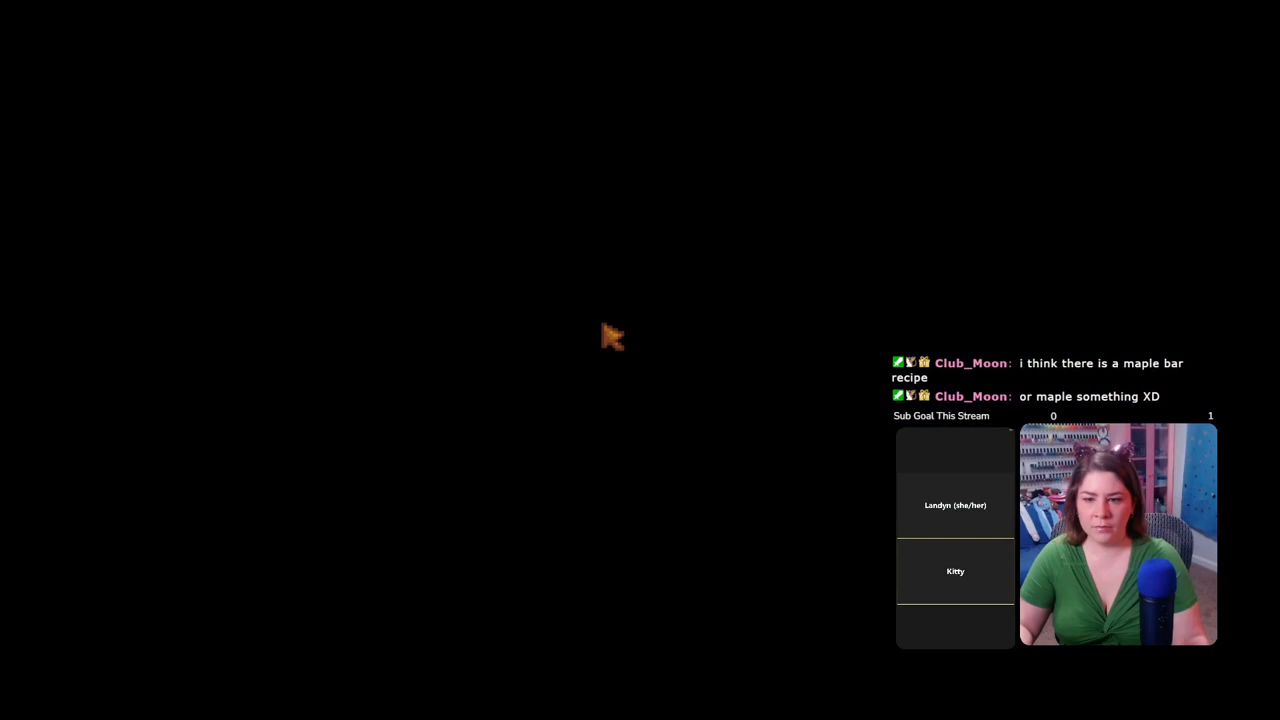 Club_Moon: i think there is a maple bar
recipe
Club_Moon: or maple something XD
Sub Goal This Stream 0 1
Landyn (she/her)
Kitty